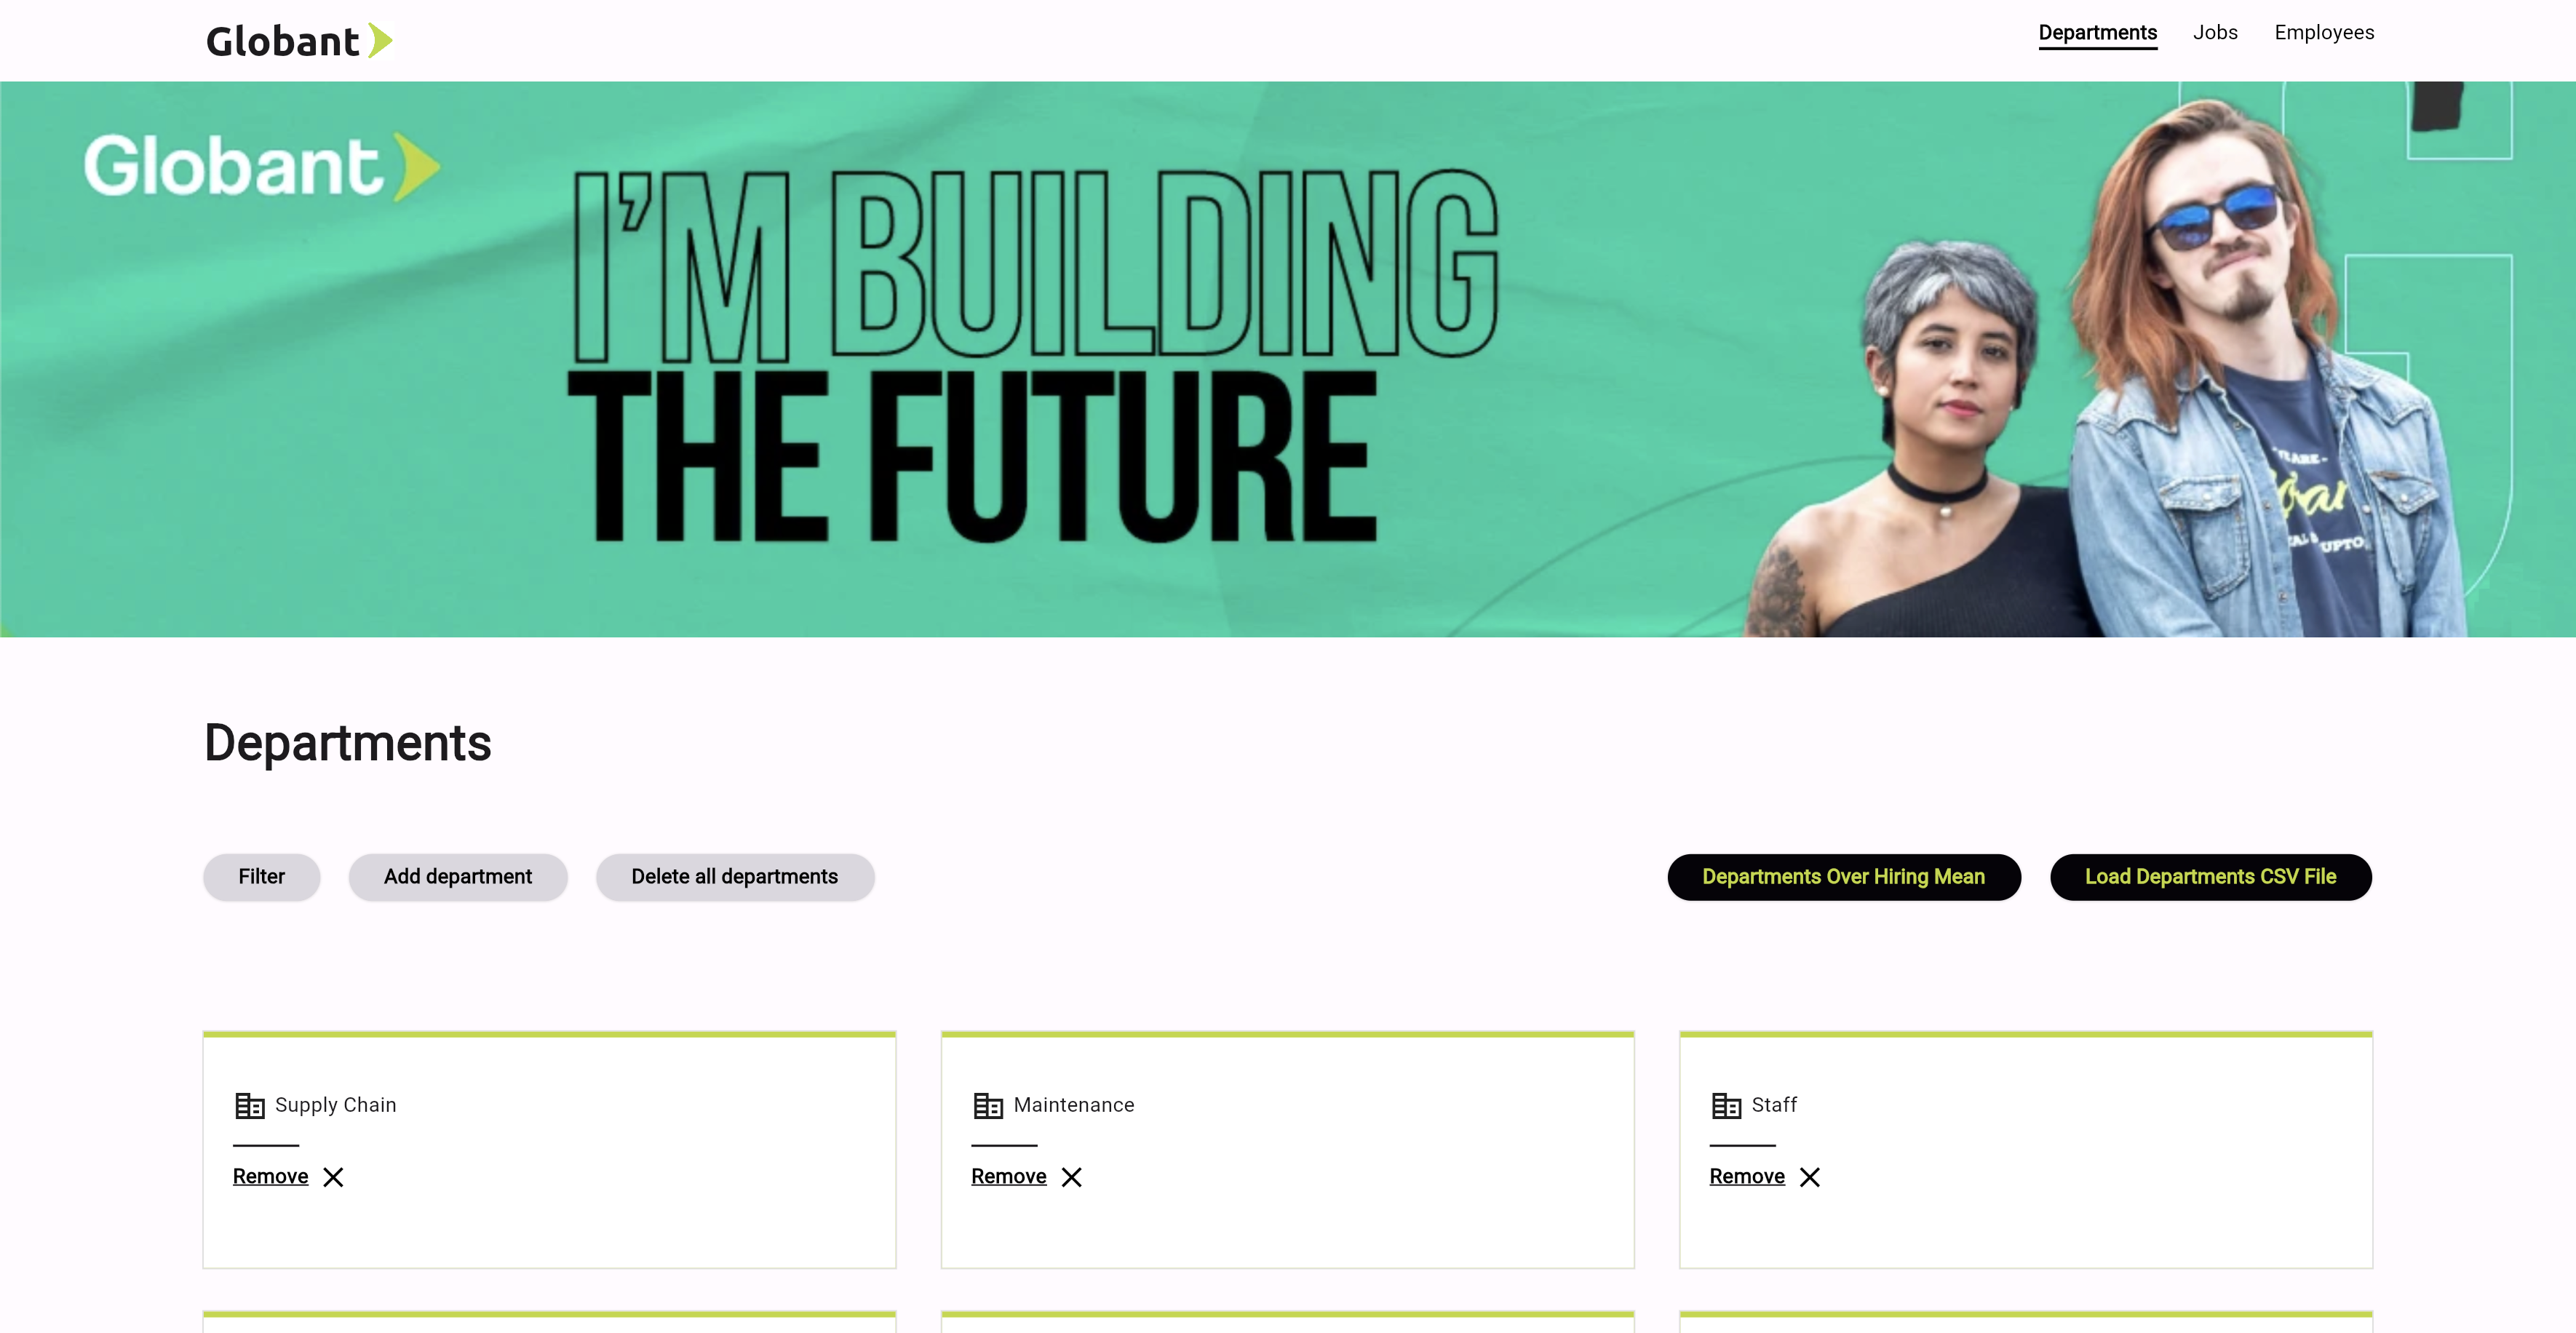 Globant
Departments Jobs Employees
Globant
I'M BUILDING
THE FUTURE
Departments
Filter Add department Delete all departments Departments Over Hiring Mean Load Departments CSV File
Supply Chain Maintenance Staff
Remove Remove Remove